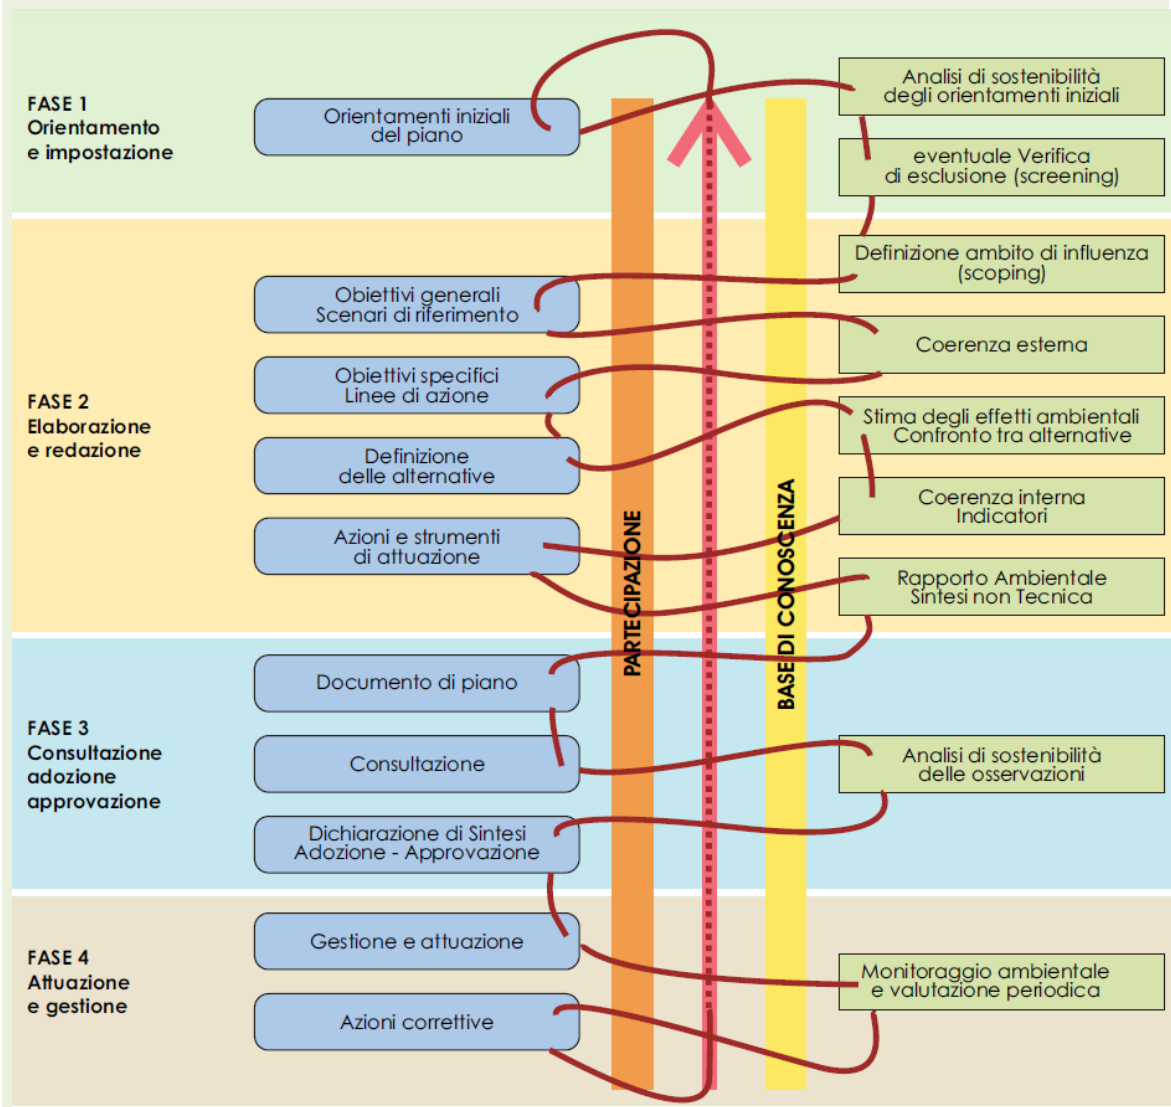 FASE 1
Orientamento
e impostazione
Orientamenti iniziali
del piano
Analisi di sostenibilità
degli orientamenti iniziali
eventuale Verifica
di esclusione (screening)
FASE 2
Elaborazione
e redazione
Definizione ambito di influenza
(scoping)
Obiettivi generali
Scenari di riferimento
Coerenza esterna
Obiettivi specifici
Linee di azione
Stima degli effetti ambientali
Confronto tra alternative
Definizione
delle alternative
Coerenza interna
Indicatori
Azioni e strumenti
di attuazione
Rapporto Ambientale
Sintesi non Tecnica
PARTECIPAZIONE
BASE DI CONOSCENZA
FASE 3
Consultazione
adozione
approvazione
Documento di piano
Consultazione
Analisi di sostenibilità
delle osservazioni
Dichiarazione di Sintesi
Adozione - Approvazione
FASE 4
Attuazione
e gestione
Gestione e attuazione
Monitoraggio ambientale
e valutazione periodica
Azioni correttive